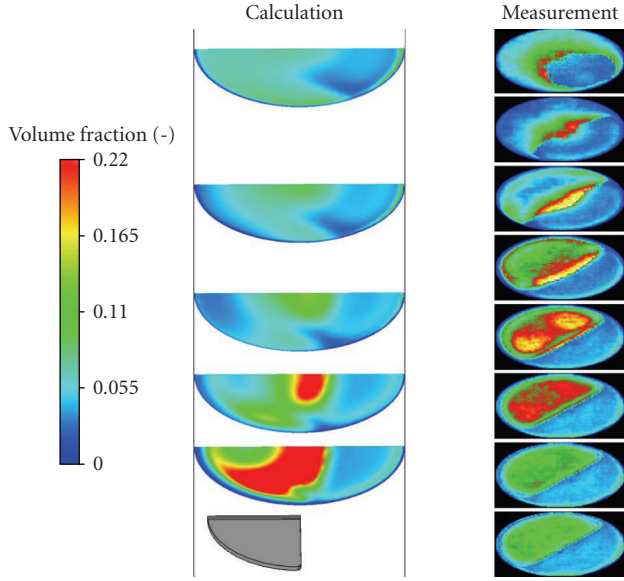 Calculation
Measurement
Volume fraction (-)
0.22
0.165
0.11
0.055
0